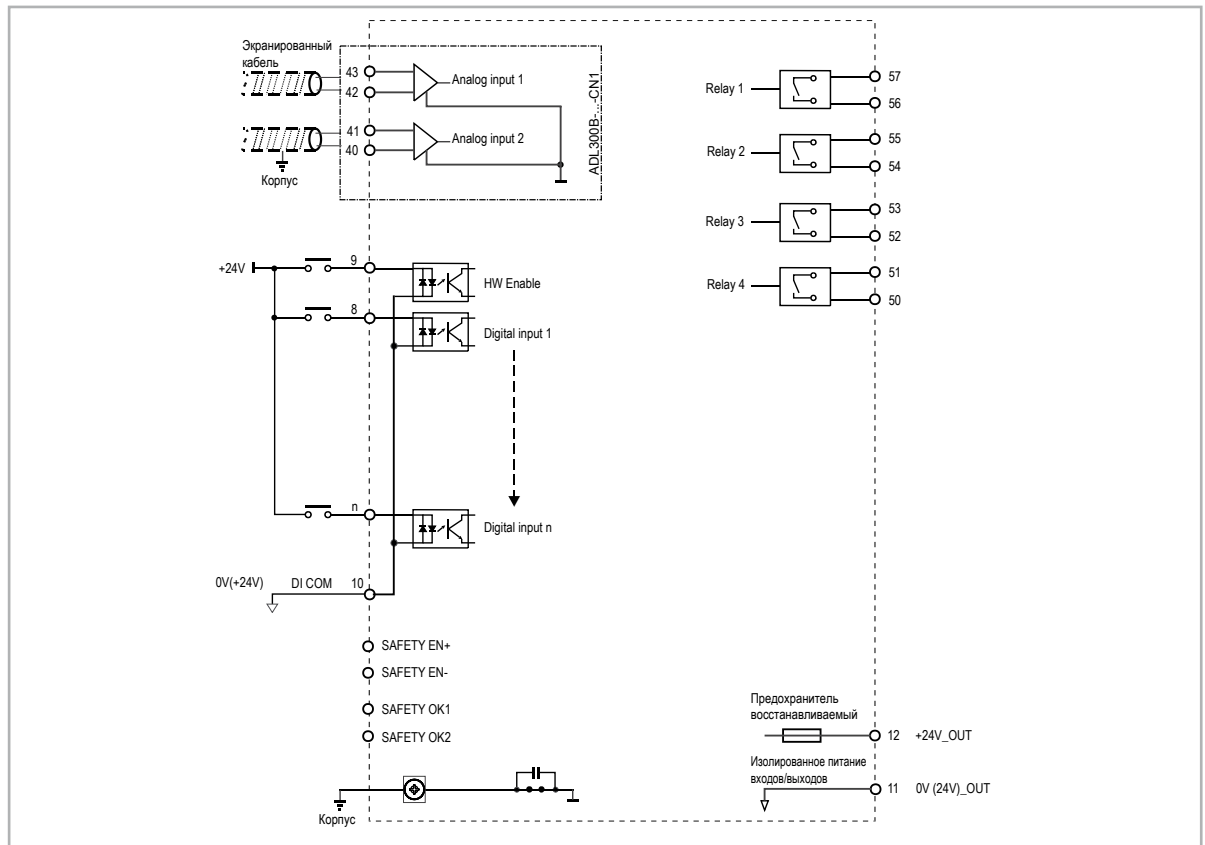 Экранированный
кабель
43
42
Analog input 1
41
40
Analog input 2
ADL300B-...-CN1
Корпус
Relay 1
57
56
Relay 2
55
54
Relay 3
53
52
Relay 4
51
50
+24V
9
HW Enable
8
Digital input 1
n
Digital input n
0V(+24V)
DI COM
10
SAFETY EN+
SAFETY EN-
SAFETY OK1
SAFETY OK2
Корпус
Предохранитель
восстанавливаемый
12 +24V_OUT
Изолированное питание
входов/выходов
11 0V (24V)_OUT